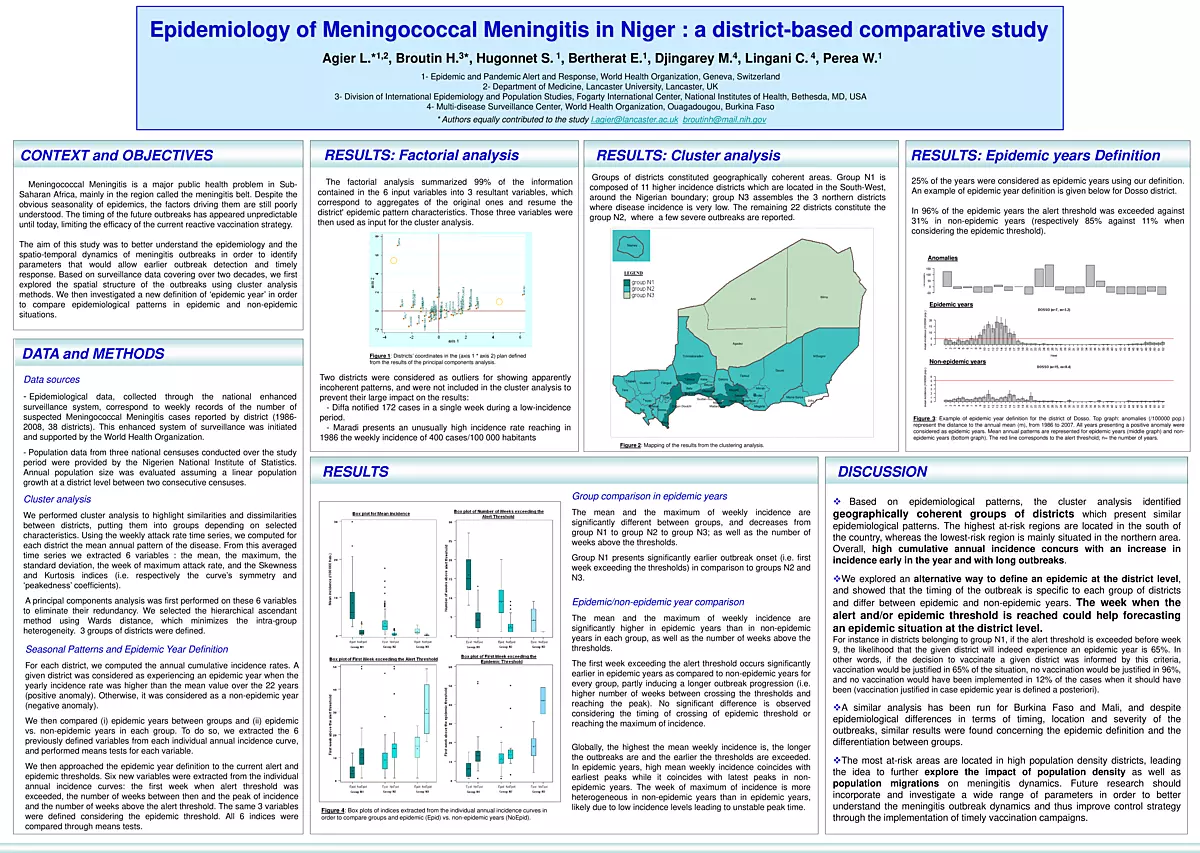 Epidemiology of Meningococcal Meningitis in Niger : a district-based comparative study
Agier L.*1,2, Broutin H.3*, Hugonnet S. 1, Bertherat E.1, Djingarey M.4, Lingani C. 4, Perea W.1
1- Epidemic and Pandemic Alert and Response, World Health Organization, Geneva, Switzerland
2- Department of Medicine, Lancaster University, Lancaster, UK
3- Division of International Epidemiology and Population Studies, Fogarty International Center, National Institutes of Health, Bethesda, MD, USA
4- Multi-disease Surveillance Center, World Health Organization, Ouagadougou, Burkina Faso
* Authors equally contributed to the study l.agier@lancaster.ac.uk broutinh@mail.nih.gov
CONTEXT and OBJECTIVES
Meningococcal Meningitis is a major public health problem in Sub-
Saharan Africa, mainly in the region called the meningitis belt. Despite the
obvious seasonality of epidemics, the factors driving them are still poorly
understood. The timing of the future outbreaks has appeared unpredictable
until today, limiting the efficacy of the current reactive vaccination strategy.
The aim of this study was to better understand the epidemiology and the
spatio-temporal dynamics of meningitis outbreaks in order to identify
parameters that would allow earlier outbreak detection and timely
response. Based on surveillance data covering over two decades, we first
explored the spatial structure of the outbreaks using cluster analysis
methods. We then investigated a new definition of 'epidemic year' in order
to compare epidemiological patterns in epidemic and non-epidemic
situations.
DATA and METHODS
Data sources
- Epidemiological data, collected through the national enhanced
surveillance system, correspond to weekly records of the number of
suspected Meningococcal Meningitis cases reported by district (1986-
2008, 38 districts). This enhanced system of surveillance was initiated
and supported by the World Health Organization.
- Population data from three national censuses conducted over the study
period were provided by the Nigerien National Institute of Statistics.
Annual population size was evaluated assuming a linear population
growth at a district level between two consecutive censuses.
Cluster analysis
We performed cluster analysis to highlight similarities and dissimilarities
between districts, putting them into groups depending on selected
characteristics. Using the weekly attack rate time series, we computed for
each district the mean annual pattern of the disease. From this averaged
time series we extracted 6 variables : the mean, the maximum, the
standard deviation, the week of maximum attack rate, and the Skewness
and Kurtosis indices (i.e. respectively the curve's symmetry and
'peakedness' coefficients).
A principal components analysis was first performed on these 6 variables
to eliminate their redundancy. We selected the hierarchical ascendant
method using Wards distance, which minimizes the intra-group
heterogeneity. 3 groups of districts were defined.
Seasonal Patterns and Epidemic Year Definition
For each district, we computed the annual cumulative incidence rates. A
given district was considered as experiencing an epidemic year when the
yearly incidence rate was higher than the mean value over the 22 years
(positive anomaly). Otherwise, it was considered as a non-epidemic year
(negative anomaly).
We then compared (i) epidemic years between groups and (ii) epidemic
vs. non-epidemic years in each group. To do so, we extracted the 6
previously defined variables from each individual annual incidence curve,
and performed means tests for each variable.
We then approached the epidemic year definition to the current alert and
epidemic thresholds. Six new variables were extracted from the individual
annual incidence curves: the first week when alert threshold was
exceeded, the number of weeks between then and the peak of incidence
and the number of weeks above the alert threshold. The same 3 variables
were defined considering the epidemic threshold. All 6 indices were
compared through means tests.
RESULTS: Factorial analysis
The factorial analysis summarized 99% of the information
contained in the 6 input variables into 3 resultant variables, which
correspond to aggregates of the original ones and resume the
district' epidemic pattern characteristics. Those three variables were
then used as input for the cluster analysis.
axis 2
axis 1
Figure 1: Districts' coordinates in the (axis 1 * axis 2) plan defined
from the results of the principal components analysis.
Two districts were considered as outliers for showing apparently
incoherent patterns, and were not included in the cluster analysis to
prevent their large impact on the results:
- Diffa notified 172 cases in a single week during a low-incidence
period.
- Maradi presents an unusually high incidence rate reaching in
1986 the weekly incidence of 400 cases/100 000 habitants
RESULTS: Cluster analysis
Groups of districts constituted geographically coherent areas. Group N1 is
composed of 11 higher incidence districts which are located in the South-West,
around the Nigerian boundary; group N3 assembles the 3 northern districts
where disease incidence is very low. The remaining 22 districts constitute the
group N2, where a few severe outbreaks are reported.
LEGEND
group N1
group N2
group N3
Figure 2: Mapping of the results from the clustering analysis.
RESULTS: Epidemic years Definition
25% of the years were considered as epidemic years using our definition.
An example of epidemic year definition is given below for Dosso district.
In 96% of the epidemic years the alert threshold was exceeded against
31% in non-epidemic years (respectively 85% against 11% when
considering the epidemic threshold).
Anomalies
Epidemic years
Non-epidemic years
Figure 3: Example of epidemic year definition for the district of Dosso. Top graph: anomalies (/100000 pop.)
represent the distance to the annual mean (m), from 1986 to 2007. All years presenting a positive anomaly were
considered as epidemic years. Mean annual patterns are represented for epidemic years (middle graph) and non-
epidemic years (bottom graph). The red line corresponds to the alert threshold, n= the number of years.
RESULTS
Box plot for Mean incidence
Box plot of Number of Weeks exceeding the
Alert Threshold
Box plot of First Week exceeding the Alert Threshold
Box plot of First Week exceeding the
Epidemic Threshold
Figure 4: Box plots of indices extracted from the individual annual incidence curves in
order to compare groups and epidemic (Epid) vs. non-epidemic years (NoEpid).
Group comparison in epidemic years
The mean and the maximum of weekly incidence are
significantly different between groups, and decreases from
group N1 to group N2 to group N3; as well as the number of
weeks above the thresholds.
Group N1 presents significantly earlier outbreak onset (i.e. first
week exceeding the thresholds) in comparison to groups N2 and
N3.
Epidemic/non-epidemic year comparison
The mean and the maximum of weekly incidence are
significantly higher in epidemic years than in non-epidemic
years in each group, as well as the number of weeks above the
thresholds.
The first week exceeding the alert threshold occurs significantly
earlier in epidemic years as compared to non-epidemic years for
every group, partly inducing a longer outbreak progression (i.e.
higher number of weeks between crossing the thresholds and
reaching the peak). No significant difference is observed
considering the timing of crossing of epidemic threshold or
reaching the maximum of incidence.
Globally, the highest the mean weekly incidence is, the longer
the outbreaks are and the earlier the thresholds are exceeded.
In epidemic years, high mean weekly incidence coincides with
earliest peaks while it coincides with latest peaks in non-
epidemic years. The week of maximum of incidence is more
heterogeneous in non-epidemic years than in epidemic years,
likely due to low incidence levels leading to unstable peak time.
DISCUSSION
❖ Based on epidemiological patterns, the cluster analysis identified
geographically coherent groups of districts which present similar
epidemiological patterns. The highest at-risk regions are located in the south of
the country, whereas the lowest-risk region is mainly situated in the northern area.
Overall, high cumulative annual incidence concurs with an increase in
incidence early in the year and with long outbreaks.
❖We explored an alternative way to define an epidemic at the district level,
and showed that the timing of the outbreak is specific to each group of districts
and differ between epidemic and non-epidemic years. The week when the
alert and/or epidemic threshold is reached could help forecasting
an epidemic situation at the district level.
For instance in districts belonging to group N1, if the alert threshold is exceeded before week
9, the likelihood that the given district will indeed experience an epidemic year is 65%. In
other words, if the decision to vaccinate a given district was informed by this criteria,
vaccination would be justified in 65% of the situation, no vaccination would be justified in 96%,
and no vaccination would have been implemented in 12% of the cases when it should have
been (vaccination justified in case epidemic year is defined a posteriori).
❖A similar analysis has been run for Burkina Faso and Mali, and despite
epidemiological differences in terms of timing, location and severity of the
outbreaks, similar results were found concerning the epidemic definition and the
differentiation between groups.
❖The most at-risk areas are located in high population density districts, leading
the idea to further explore the impact of population density as well as
population migrations on meningitis dynamics. Future research should
incorporate and investigate a wide range of parameters in order to better
understand the meningitis outbreak dynamics and thus improve control strategy
through the implementation of timely vaccination campaigns.